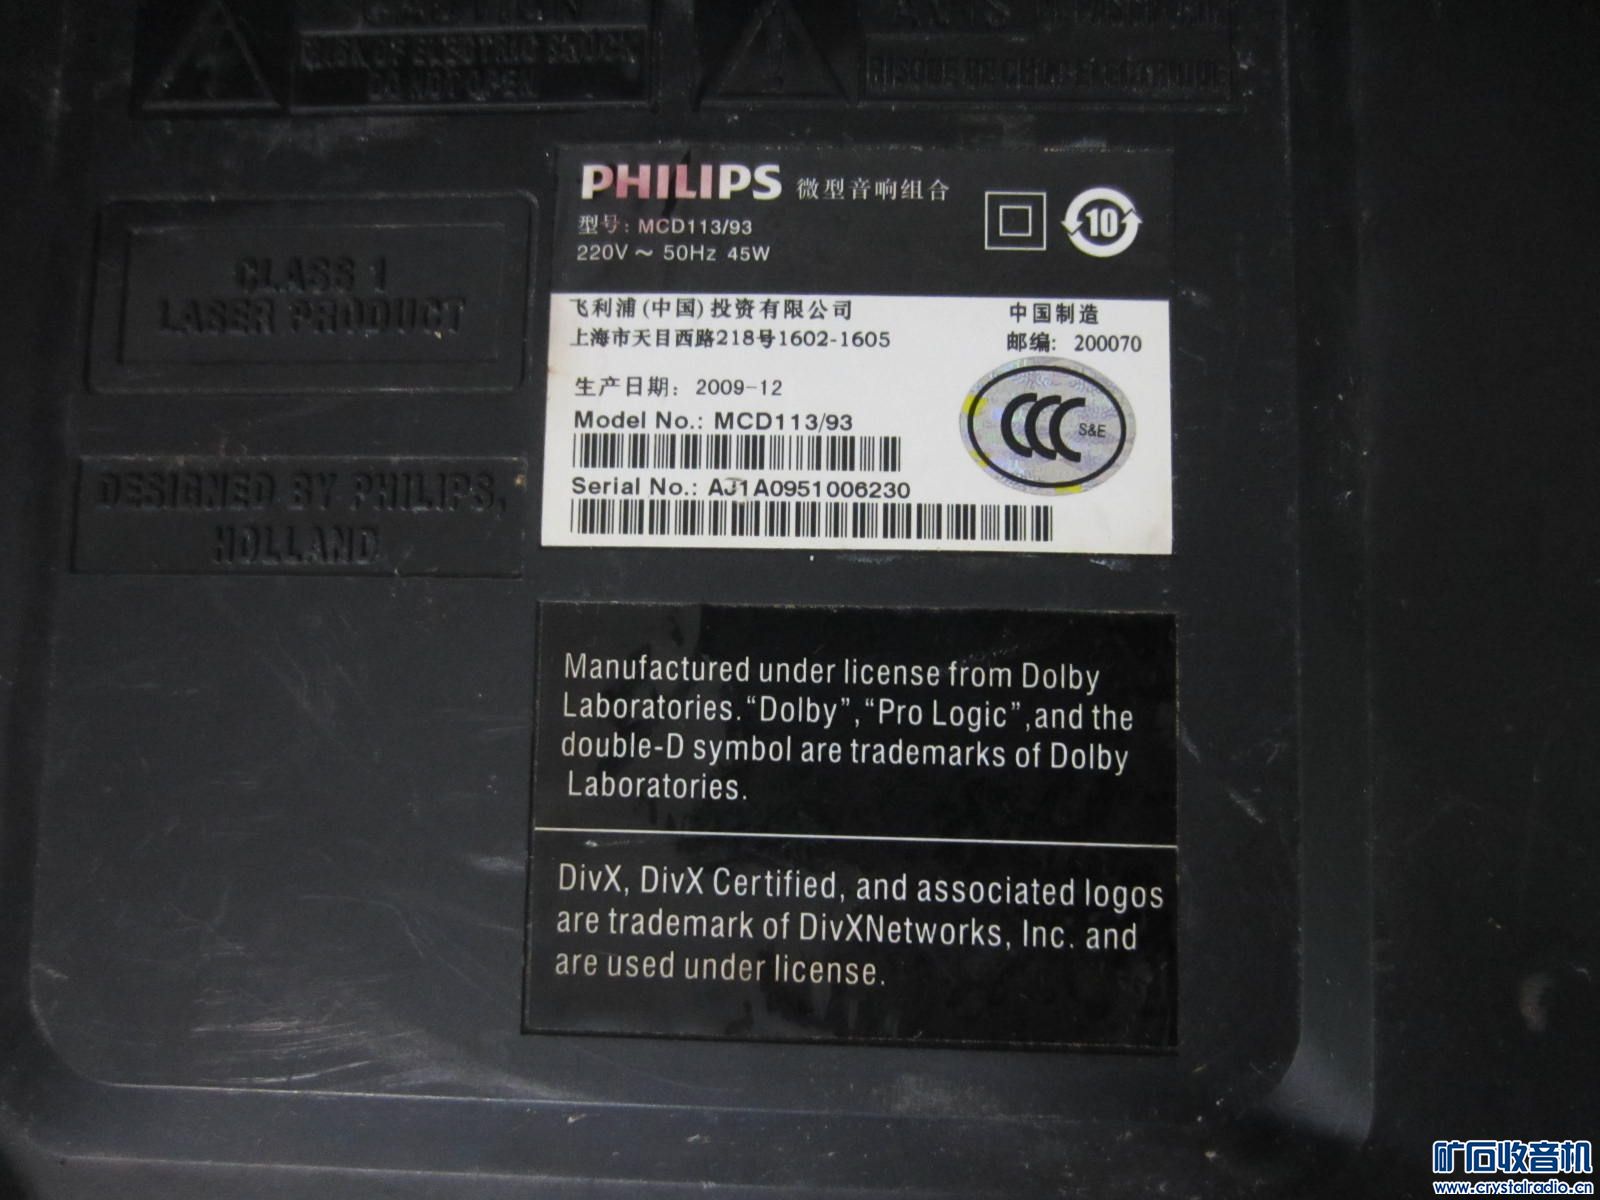 CAUTION
RISK OF ELECTRIC SHOCK
DO NOT OPEN
AVIS
RISQUE DE CHOC ELECTRIQUE
PHILIPS 微型音响组合
型号: MCD113/93
220V ~ 50Hz 45W
10
CLASS 1
LASER PRODUCT
飞利浦(中国)投资有限公司
中国制造
上海市天目西路218号1602-1605
邮编: 200070
生产日期: 2009-12
Model No.: MCD113/93
CCC S&E
Serial No.: AJ1A0951006230
DESIGNED BY PHILIPS,
HOLLAND
Manufactured under license from Dolby
Laboratories.“Dolby”,“Pro Logic”,and the
double-D symbol are trademarks of Dolby
Laboratories.
DivX, DivX Certified, and associated logos
are trademark of DivXNetworks, Inc. and
are used under license.
矿石收音机
www.crystalradio.cn